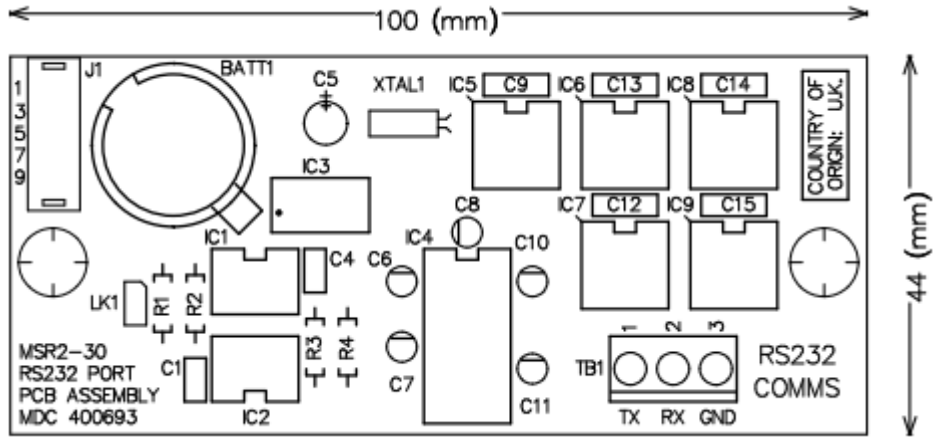 100 (mm)
J1
1
3
5
7
9
BATT1
C5
XTAL1
IC5
C9
IC6
C13
IC8
C14
COUNTRY OF
ORIGIN: U.K.
44 (mm)
IC3
IC7
C12
IC9
C15
C8
IC1
C4
C6
IC4
C10
LK1
R1
R2
R3
R4
C1
IC2
C7
C11
MSR2-30
RS232 PORT
PCB ASSEMBLY
MDC 400693
1 2 3
TB1
TX RX GND
RS232
COMMS